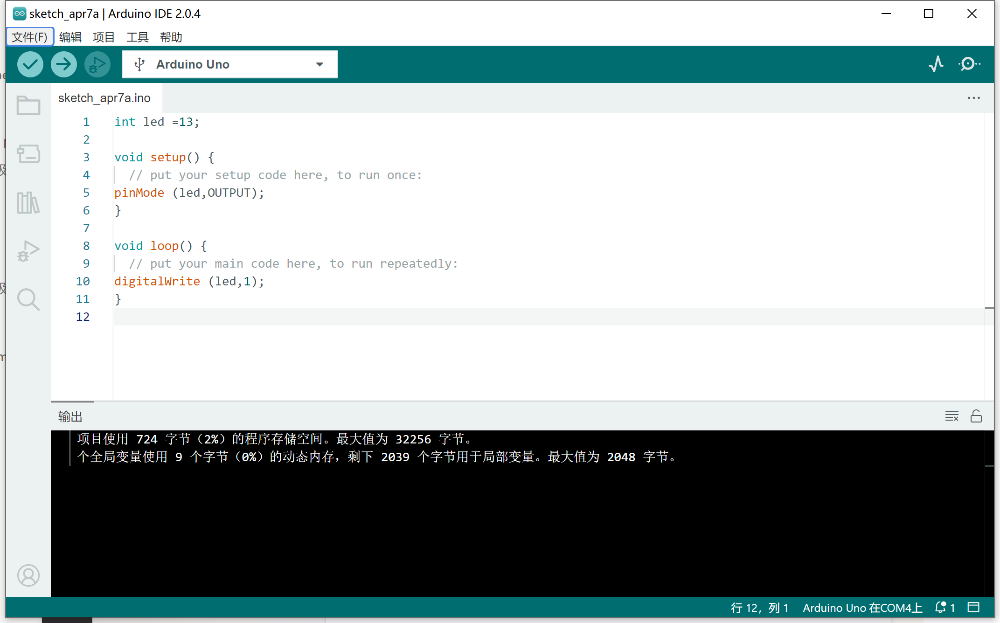 sketch_apr7a | Arduino IDE 2.0.4
文件(F) 编辑 项目 工具 帮助
Arduino Uno
sketch_apr7a.ino
1 int led =13;
2
3 void setup() {
4 // put your setup code here, to run once:
5 pinMode (led,OUTPUT);
6 }
7
8 void loop() {
9 // put your main code here, to run repeatedly:
10 digitalWrite (led,1);
11 }
12
输出
项目使用 724 字节（2%）的程序存储空间。最大值为 32256 字节。
个全局变量使用 9 个字节（0%）的动态内存，剩下 2039 个字节用于局部变量。最大值为 2048 字节。
行 12，列 1 Arduino Uno 在COM4上 1